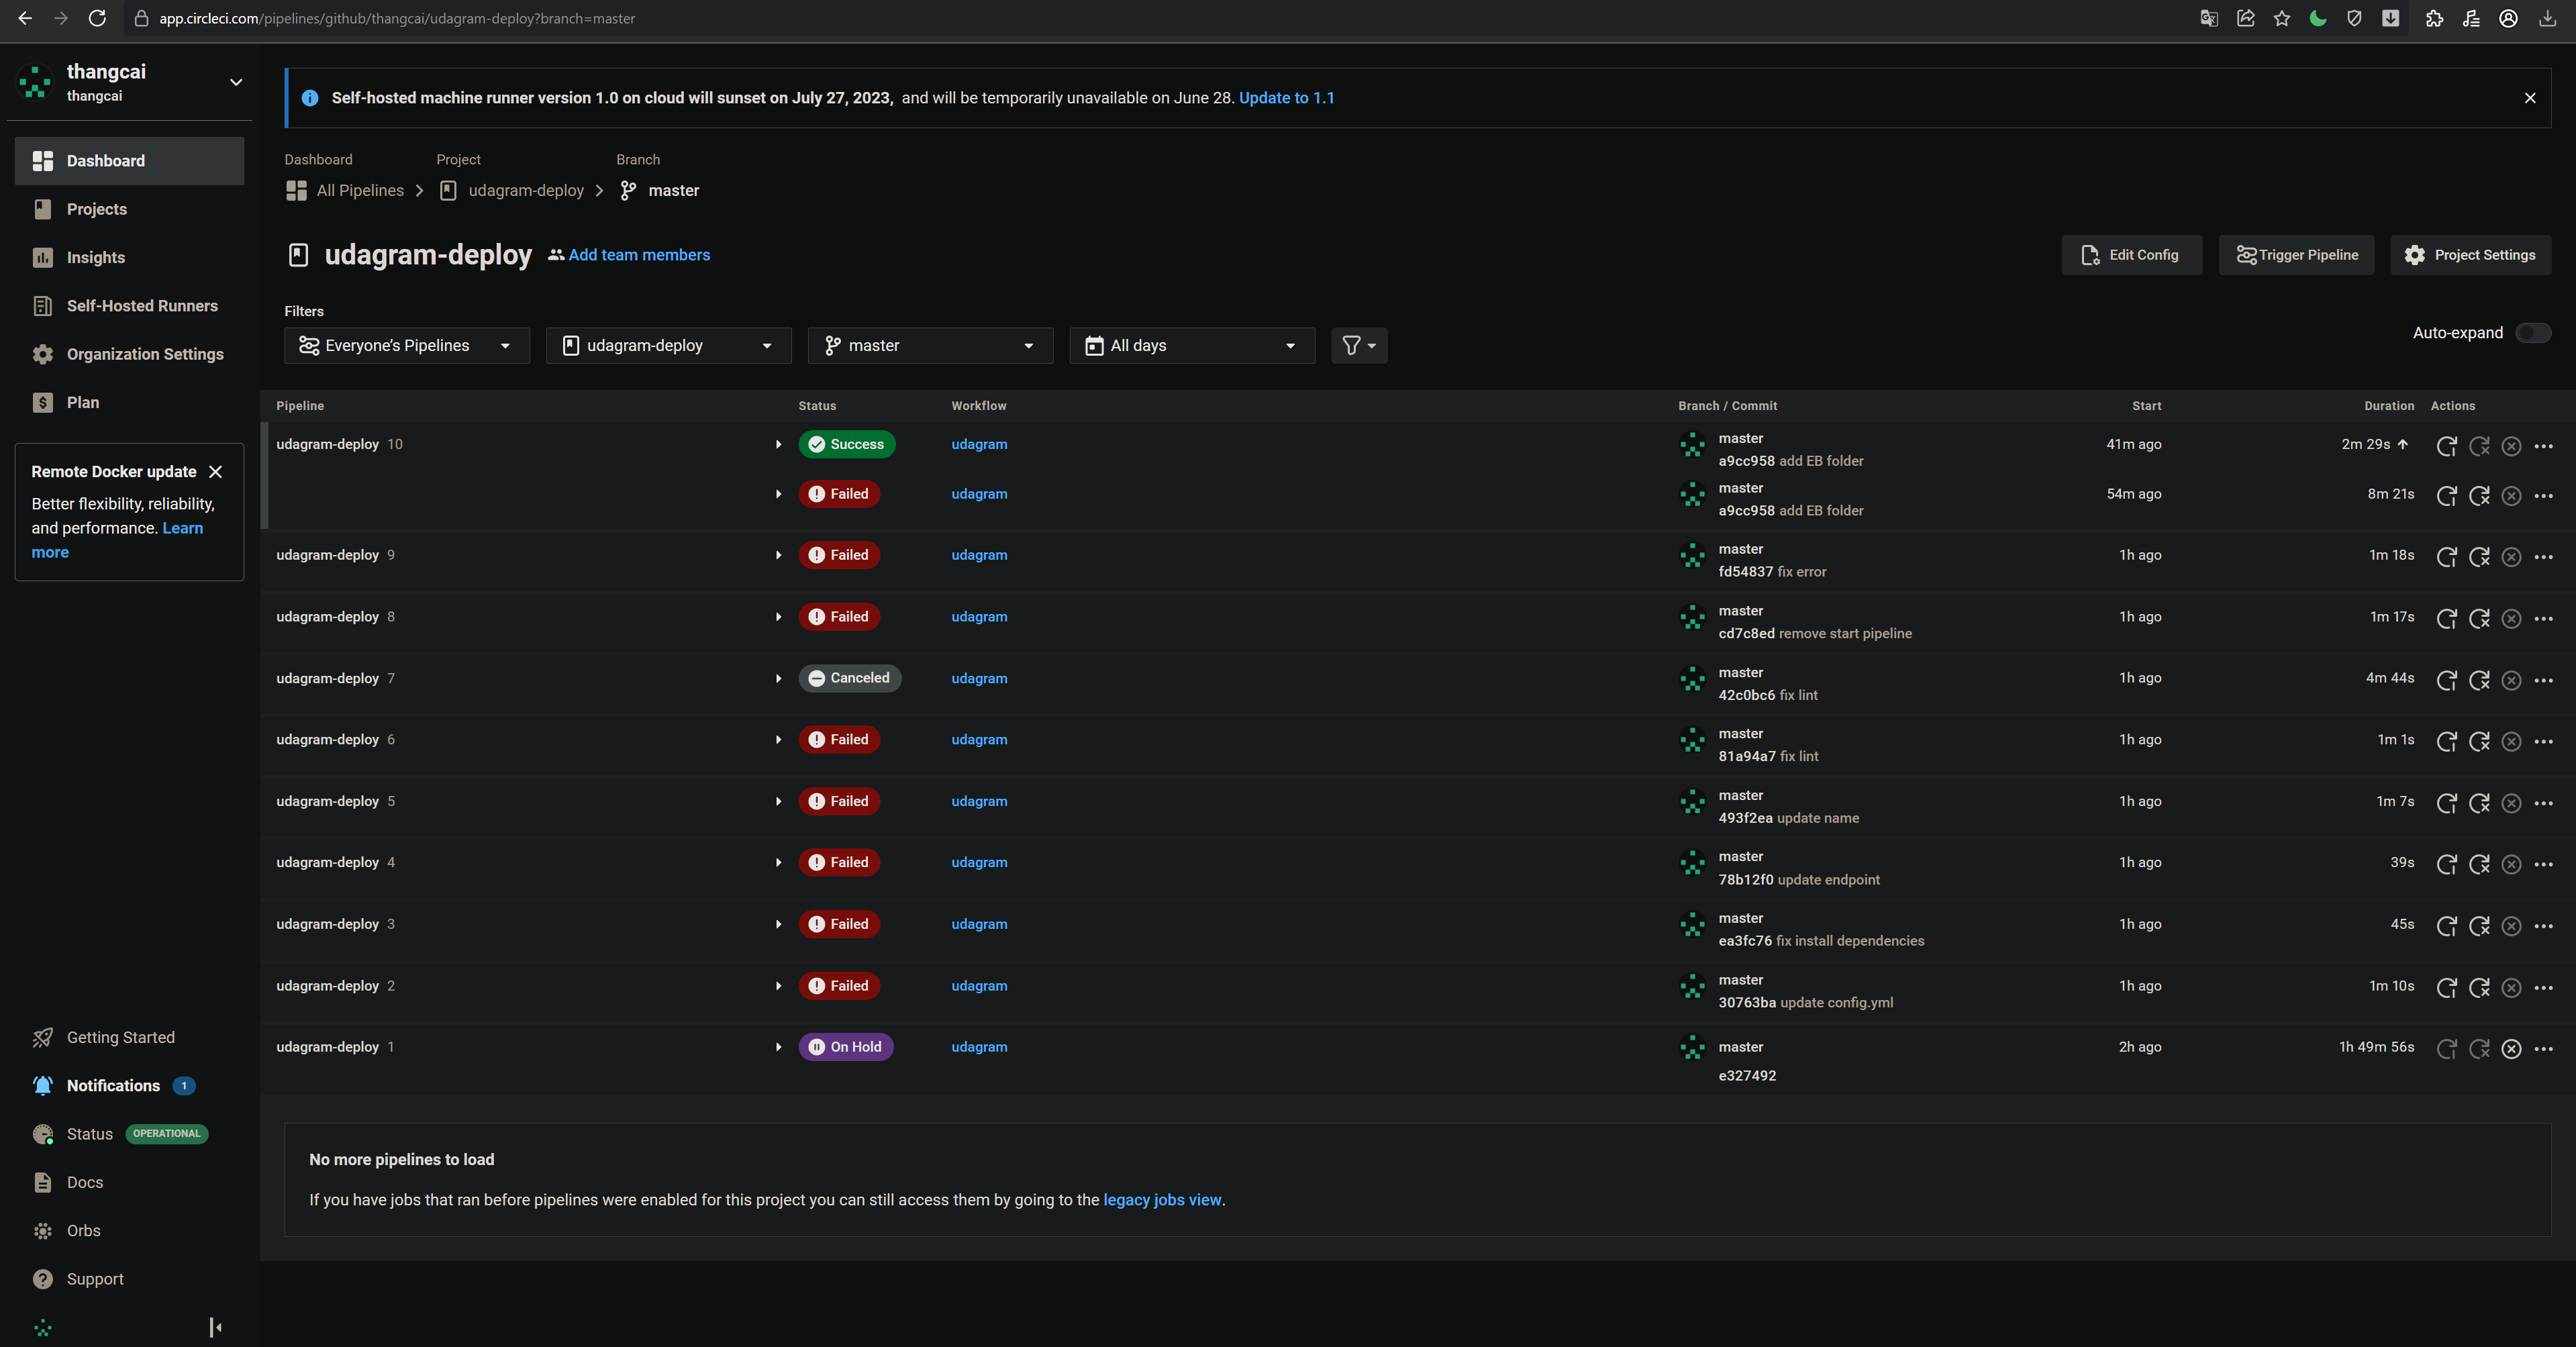 app.circleci.com/pipelines/github/thangcai/udagram-deploy?branch=master
thangcai
thangcai
Dashboard
Projects
Insights
Self-Hosted Runners
Organization Settings
Plan
Remote Docker update
Better flexibility, reliability,
and performance. Learn
more
Getting Started
Notifications 1
Status OPERATIONAL
Docs
Orbs
Support
Self-hosted machine runner version 1.0 on cloud will sunset on July 27, 2023, and will be temporarily unavailable on June 28. Update to 1.1
Dashboard Project Branch
All Pipelines udagram-deploy master
udagram-deploy Add team members
Edit Config Trigger Pipeline Project Settings
Filters
Everyone’s Pipelines udagram-deploy master All days
Auto-expand
Pipeline Status Workflow Branch / Commit Start Duration Actions
udagram-deploy 10 Success udagram master 41m ago 2m 29s
a9cc958 add EB folder
Failed udagram master 54m ago 8m 21s
a9cc958 add EB folder
udagram-deploy 9 Failed udagram master 1h ago 1m 18s
fd54837 fix error
udagram-deploy 8 Failed udagram master 1h ago 1m 17s
cd7c8ed remove start pipeline
udagram-deploy 7 Canceled udagram master 1h ago 4m 44s
42c0bc6 fix lint
udagram-deploy 6 Failed udagram master 1h ago 1m 1s
81a94a7 fix lint
udagram-deploy 5 Failed udagram master 1h ago 1m 7s
493f2ea update name
udagram-deploy 4 Failed udagram master 1h ago 39s
78b12f0 update endpoint
udagram-deploy 3 Failed udagram master 1h ago 45s
ea3fc76 fix install dependencies
udagram-deploy 2 Failed udagram master 1h ago 1m 10s
30763ba update config.yml
udagram-deploy 1 On Hold udagram master 2h ago 1h 49m 56s
e327492
No more pipelines to load
If you have jobs that ran before pipelines were enabled for this project you can still access them by going to the legacy jobs view.